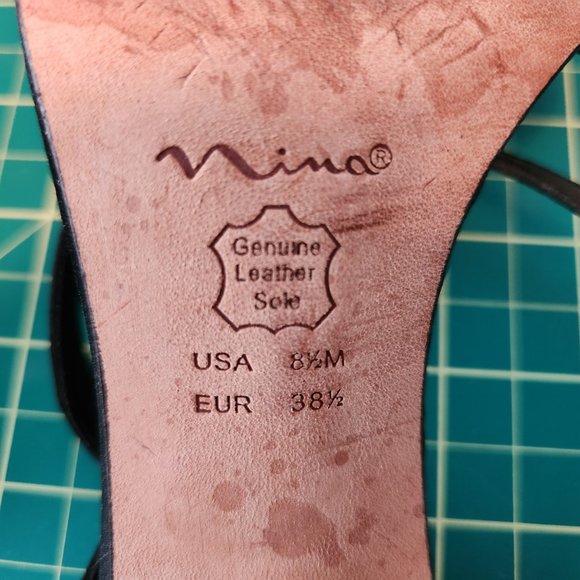 Nina®
Genuine
Leather
Sole
USA 8½M
EUR 38½